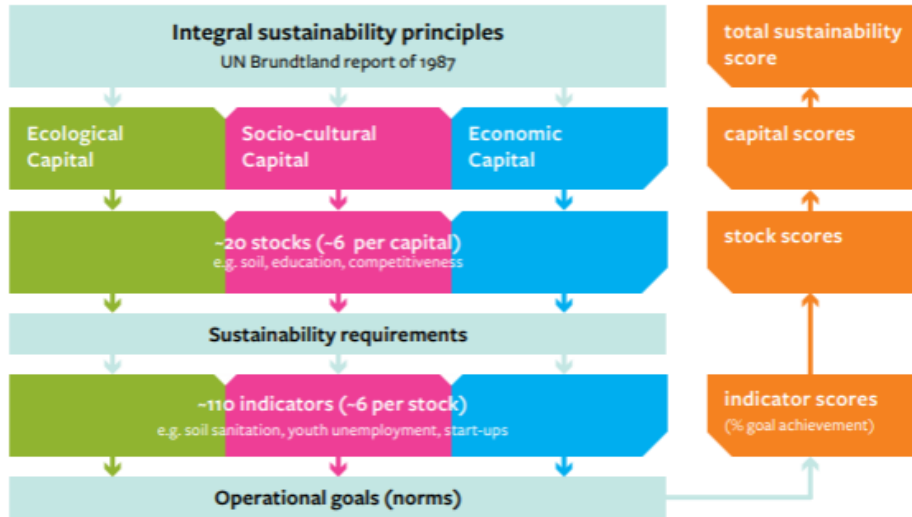 Integral sustainability principles
UN Brundtland report of 1987
Ecological
Capital
Socio-cultural
Capital
Economic
Capital
~20 stocks (~6 per capital)
e.g. soil, education, competitiveness
Sustainability requirements
~110 indicators (~6 per stock)
e.g. soil sanitation, youth unemployment, start-ups
Operational goals (norms)
total sustainability
score
capital scores
stock scores
indicator scores
(% goal achievement)